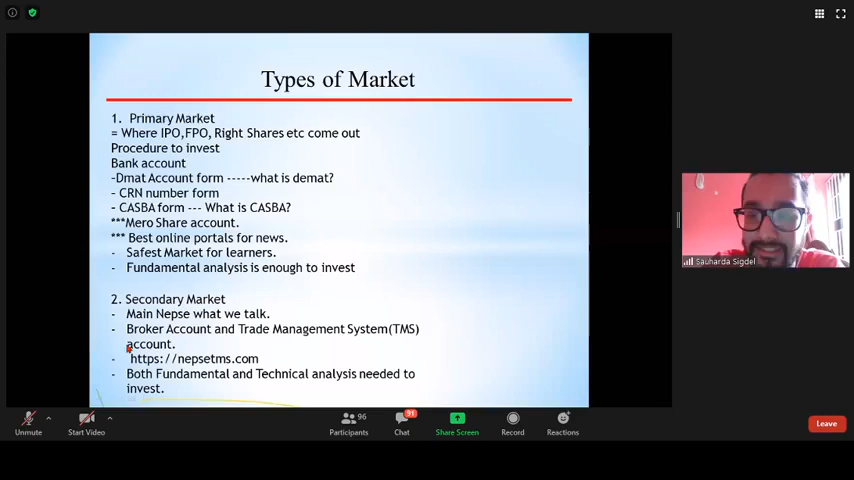 Types of Market
1. Primary Market
= Where IPO,FPO, Right Shares etc come out
Procedure to invest
Bank account
-Dmat Account form -----what is demat?
- CRN number form
- CASBA form --- What is CASBA?
***Mero Share account.
*** Best online portals for news.
- Safest Market for learners.
- Fundamental analysis is enough to invest
2. Secondary Market
- Main Nepse what we talk.
- Broker Account and Trade Management System(TMS)
account.
- https://nepsetms.com
- Both Fundamental and Technical analysis needed to
invest.
Sauharda Sigdel
96
91
Unmute
Start Video
Participants
Chat
Share Screen
Record
Reactions
Leave